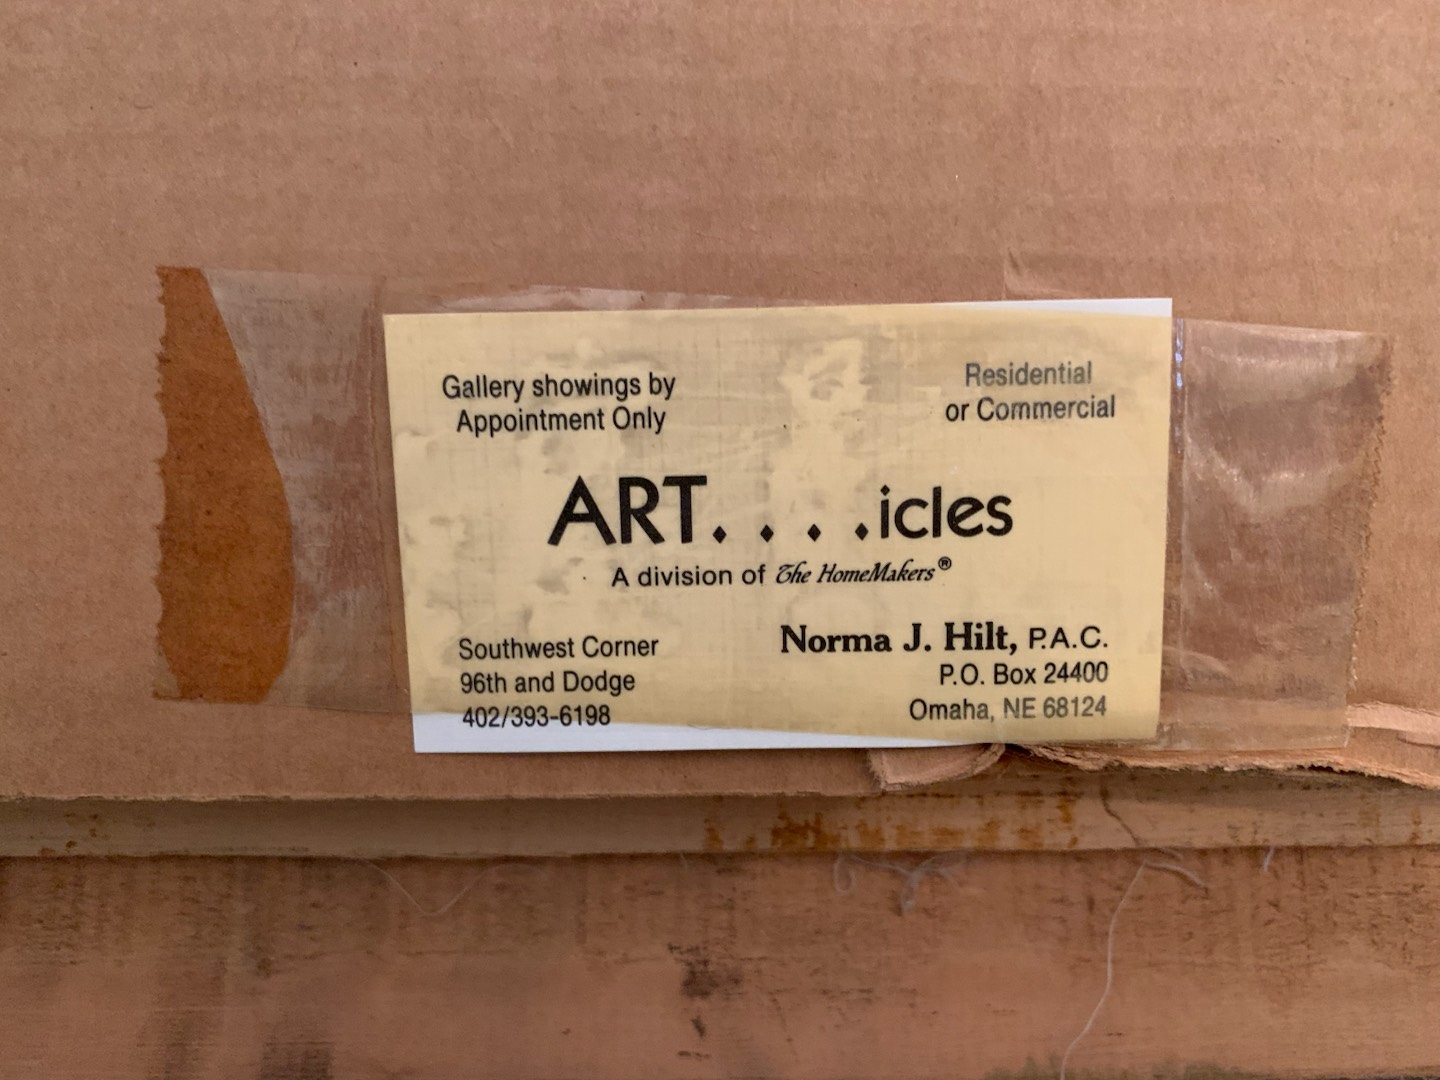 Gallery showings by
Appointment Only
Residential
or Commercial
ART. . . .icles
A division of The HomeMakers®
Southwest Corner
96th and Dodge
402/393-6198
Norma J. Hilt, P.A.C.
P.O. Box 24400
Omaha, NE 68124